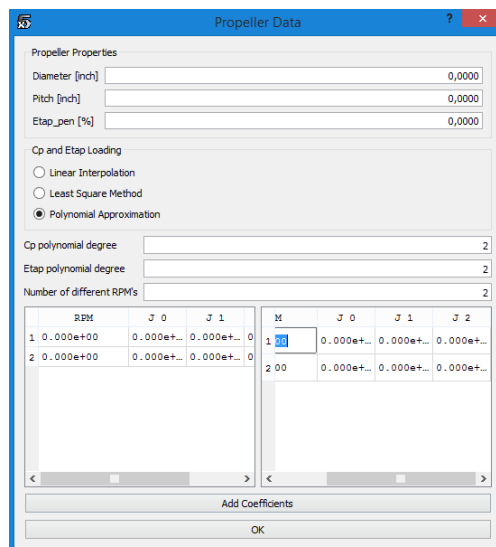 Propeller Data
?
×
Propeller Properties
Diameter [inch]
0,0000
Pitch [inch]
0,0000
Etap_pen [%]
0,0000
Cp and Etap Loading
Linear Interpolation
Least Square Method
Polynomial Approximation
Cp polynomial degree
2
Etap polynomial degree
2
Number of different RPM's
2
RPM J 0 J 1
1 0.000e+00 0.000e+... 0.000e+... 0
2 0.000e+00 0.000e+... 0.000e+... 0
M J 0 J 1 J 2
1 00 0.000e+... 0.000e+... 0.000e+...
2 00 0.000e+... 0.000e+... 0.000e+...
Add Coefficients
OK